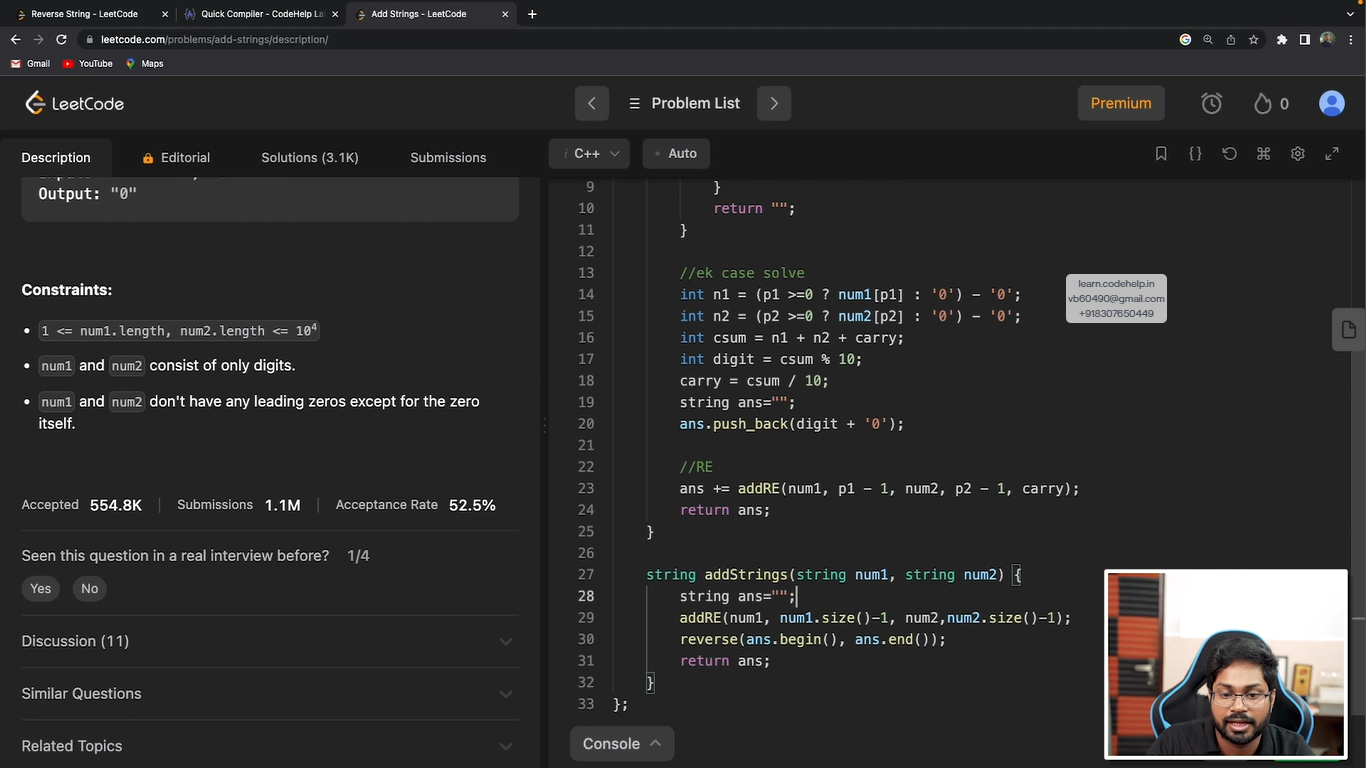 Reverse String - LeetCode
Quick Compiler - CodeHelp La
Add Strings - LeetCode
leetcode.com/problems/add-strings/description/
Gmail
YouTube
Maps
LeetCode
Problem List
Premium
0
Description
Editorial
Solutions (3.1K)
Submissions
Output: "0"
Constraints:
1 <= num1.length, num2.length <= 10⁴
num1 and num2 consist of only digits.
num1 and num2 don't have any leading zeros except for the zero
itself.
Accepted 554.8K
Submissions 1.1M
Acceptance Rate 52.5%
Seen this question in a real interview before? 1/4
Yes
No
Discussion (11)
Similar Questions
Related Topics
i C++
Auto
9 }
10 return "";
11 }
12
13 //ek case solve
14 int n1 = (p1 >=0 ? num1[p1] : '0') - '0';
15 int n2 = (p2 >=0 ? num2[p2] : '0') - '0';
16 int csum = n1 + n2 + carry;
17 int digit = csum % 10;
18 carry = csum / 10;
19 string ans="";
20 ans.push_back(digit + '0');
21
22 //RE
23 ans += addRE(num1, p1 - 1, num2, p2 - 1, carry);
24 return ans;
25 }
26
27 string addStrings(string num1, string num2) {
28 string ans="";
29 addRE(num1, num1.size()-1, num2,num2.size()-1);
30 reverse(ans.begin(), ans.end());
31 return ans;
32 }
33 };
learn.codehelp.in
vb60490@gmail.com
+918307650449
Console